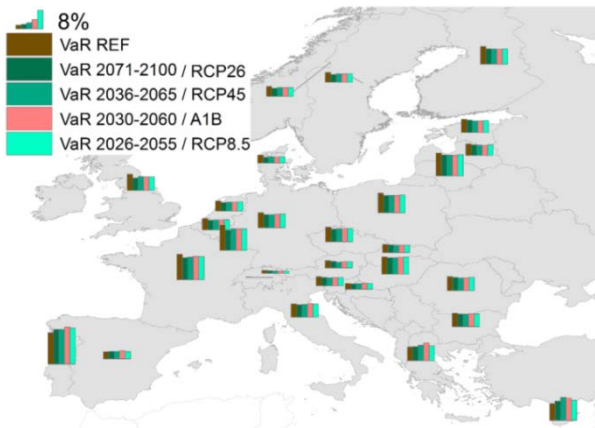 8%
VaR REF
VaR 2071-2100 / RCP26
VaR 2036-2065 / RCP45
VaR 2030-2060 / A1B
VaR 2026-2055 / RCP8.5